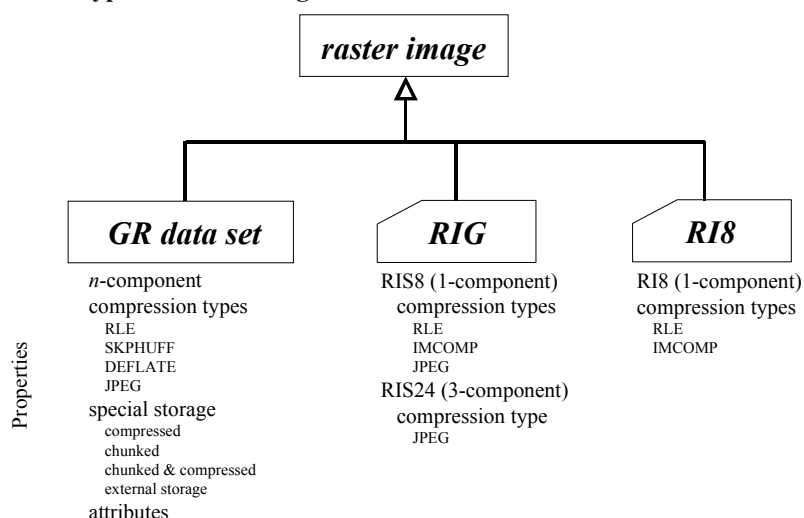 raster image
GR data set
n-component
compression types
RLE
SKPHUFF
DEFLATE
JPEG
special storage
compressed
chunked
chunked & compressed
external storage
attributes
RIG
RIS8 (1-component)
compression types
RLE
IMCOMP
JPEG
RIS24 (3-component)
compression type
JPEG
RI8
RI8 (1-component)
compression types
RLE
IMCOMP
Properties